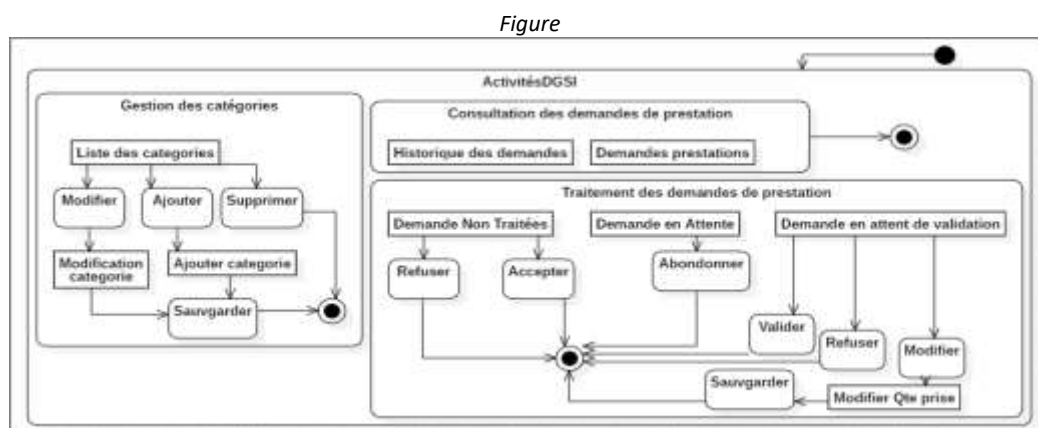 Figure
ActivitésDGSI
Gestion des catégories
Liste des categories
Modifier
Ajouter
Supprimer
Modification
categorie
Ajouter categorie
Sauvgarder
Consultation des demandes de prestation
Historique des demandes
Demandes prestations
Traitement des demandes de prestation
Demande Non Traitées
Demande en Attente
Demande en attent de validation
Refuser
Accepter
Abondonner
Valider
Refuser
Modifier
Sauvgarder
Modifier Qte prise